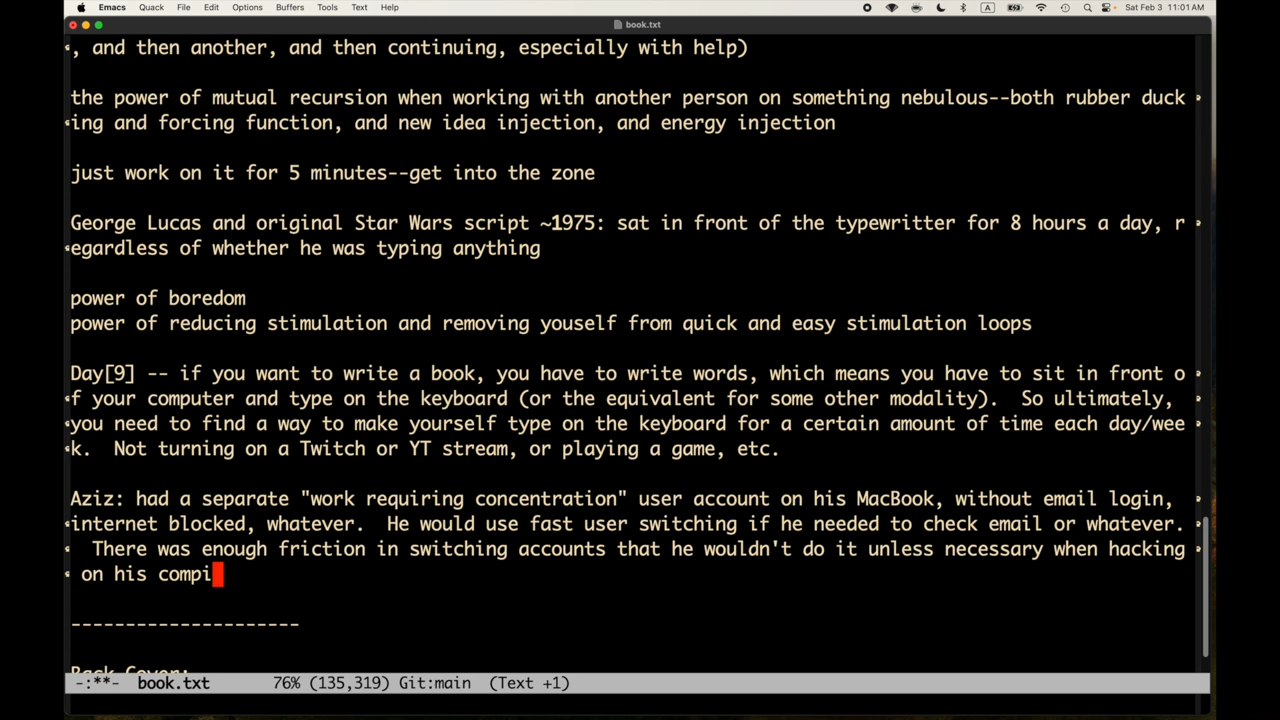 Emacs Quack File Edit Options Buffers Tools Text Help A Sat Feb 3 11:01 AM
book.txt
, and then another, and then continuing, especially with help)
the power of mutual recursion when working with another person on something nebulous--both rubber duck
ing and forcing function, and new idea injection, and energy injection
just work on it for 5 minutes--get into the zone
George Lucas and original Star Wars script ~1975: sat in front of the typewritter for 8 hours a day, r
egardless of whether he was typing anything
power of boredom
power of reducing stimulation and removing youself from quick and easy stimulation loops
Day[9] -- if you want to write a book, you have to write words, which means you have to sit in front o
f your computer and type on the keyboard (or the equivalent for some other modality).  So ultimately,
you need to find a way to make yourself type on the keyboard for a certain amount of time each day/wee
k.  Not turning on a Twitch or YT stream, or playing a game, etc.
Aziz: had a separate "work requiring concentration" user account on his MacBook, without email login,
internet blocked, whatever.  He would use fast user switching if he needed to check email or whatever.
There was enough friction in switching accounts that he wouldn't do it unless necessary when hacking
on his compi
---------------------
Back Cover:
-:**-  book.txt      76% (135,319) Git:main  (Text +1)